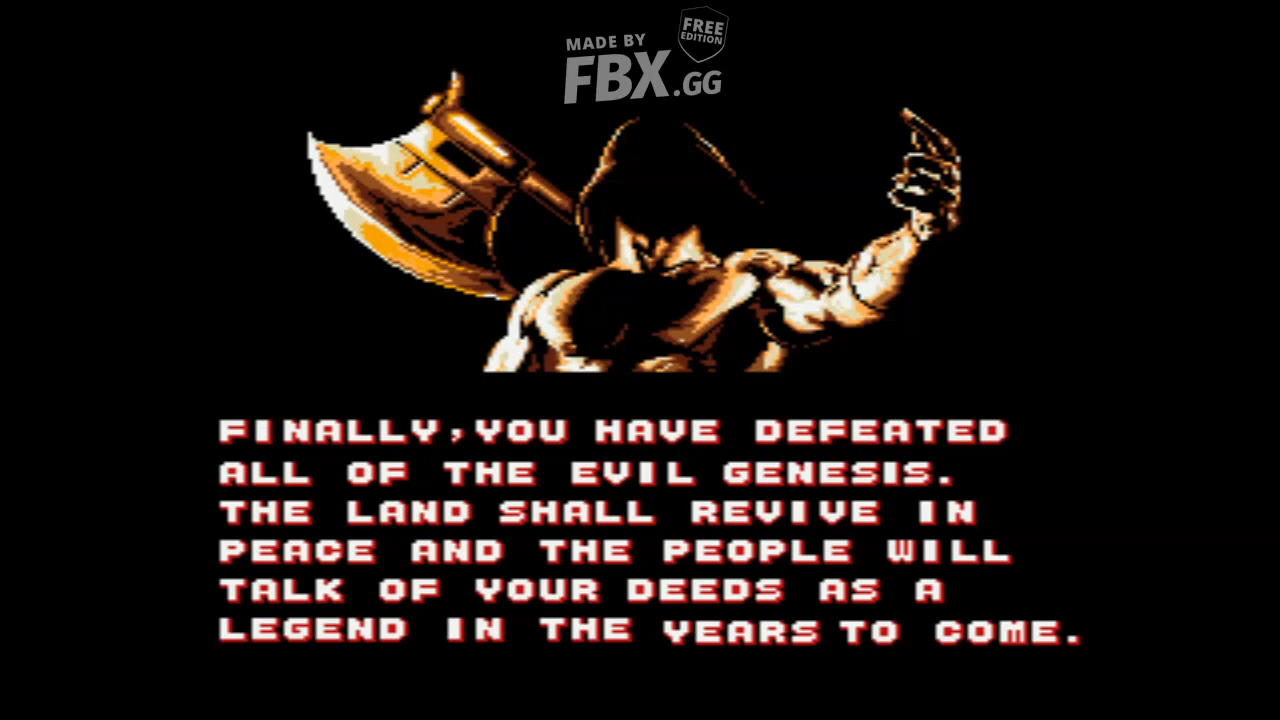 MADE BY
FBX.GG
FREE
EDITION
FINALLY,YOU HAVE DEFEATED
ALL OF THE EVIL GENESIS.
THE LAND SHALL REVIVE IN
PEACE AND THE PEOPLE WILL
TALK OF YOUR DEEDS AS A
LEGEND IN THE YEARS TO COME.